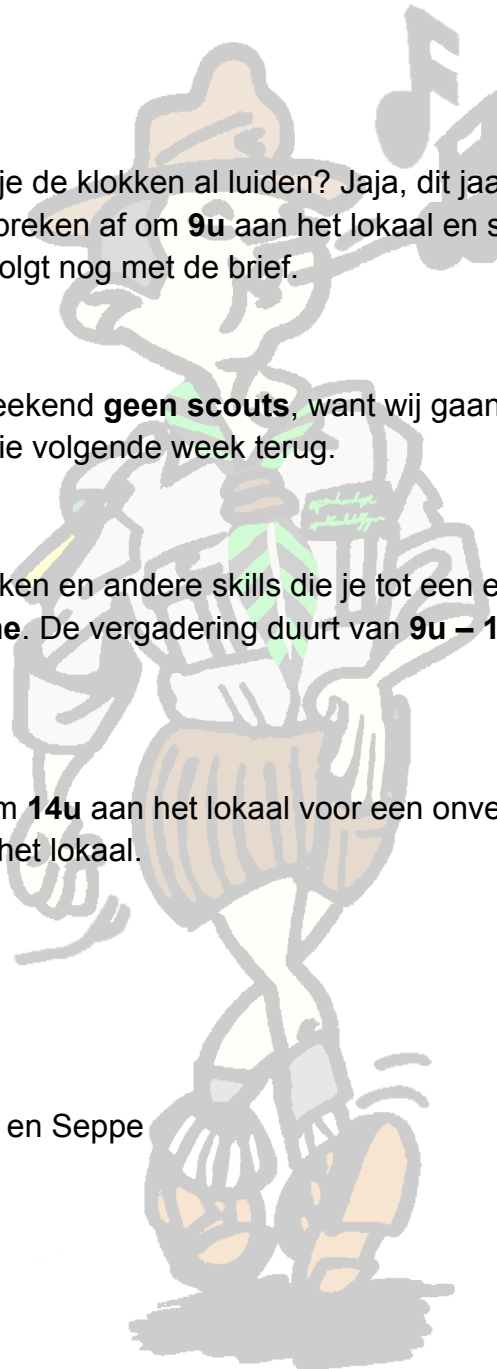 je de klokken al luiden? Jaja, dit jaa
preken af om 9u aan het lokaal en s
olgt nog met de brief.
eekend geen scouts, want wij gaan
ie volgende week terug.
ken en andere skills die je tot een e
ne. De vergadering duurt van 9u – 1
m 14u aan het lokaal voor een onve
het lokaal.
en Seppe